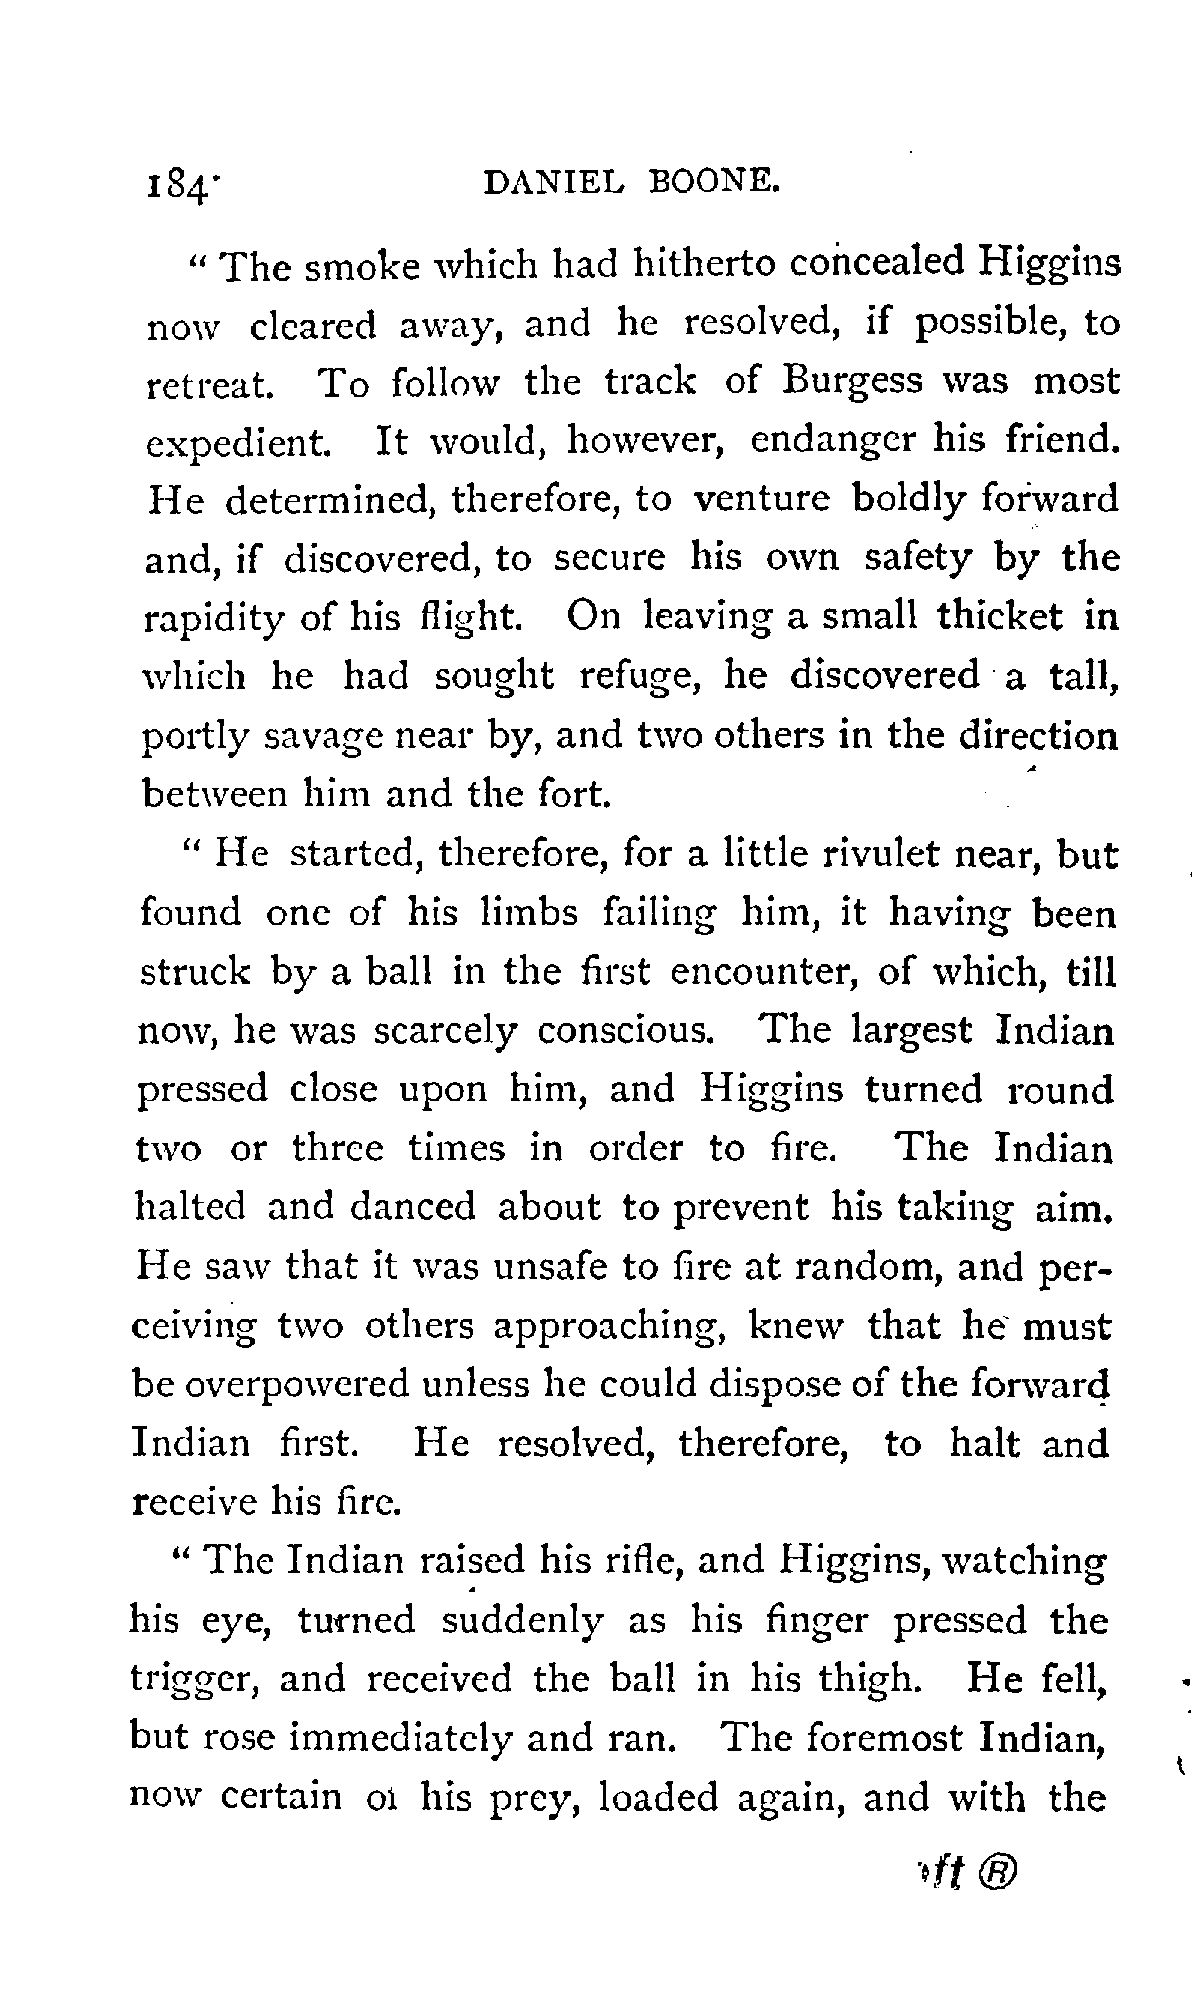 184 DANIEL BOONE.
" The smoke which had hitherto concealed Higgins
now cleared away, and he resolved, if possible, to
retreat. To follow the track of Burgess was most
expedient. It would, however, endanger his friend.
He determined, therefore, to venture boldly forward
and, if discovered, to secure his own safety by the
rapidity of his flight. On leaving a small thicket in
which he had sought refuge, he discovered a tall,
portly savage near by, and two others in the direction
between him and the fort.
" He started, therefore, for a little rivulet near, but
found one of his limbs failing him, it having been
struck by a ball in the first encounter, of which, till
now, he was scarcely conscious. The largest Indian
pressed close upon him, and Higgins turned round
two or three times in order to fire. The Indian
halted and danced about to prevent his taking aim.
He saw that it was unsafe to fire at random, and per-
ceiving two others approaching, knew that he must
be overpowered unless he could dispose of the forward
Indian first. He resolved, therefore, to halt and
receive his fire.
" The Indian raised his rifle, and Higgins, watching
his eye, turned suddenly as his finger pressed the
trigger, and received the ball in his thigh. He fell,
but rose immediately and ran. The foremost Indian,
now certain of his prey, loaded again, and with the
ft ®